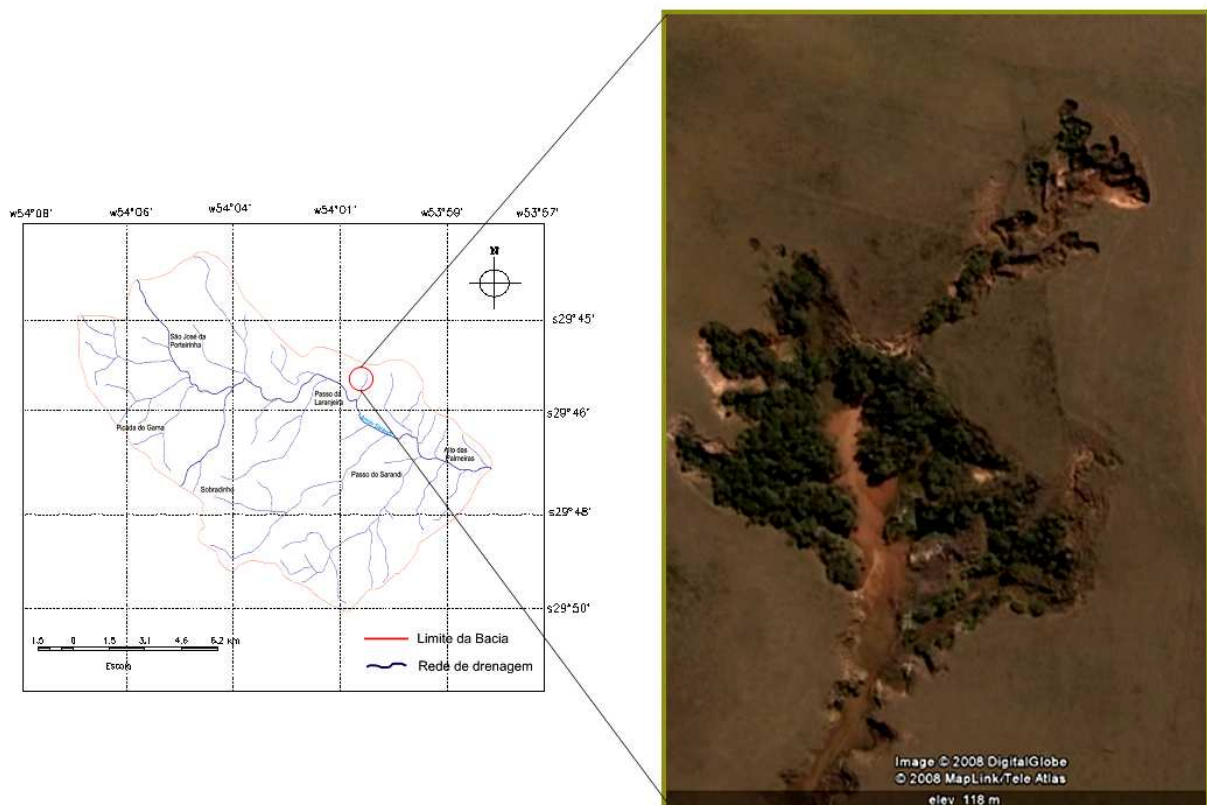 w54°08' w54°06' w54°04' w54°01' w53°59' w53°57'
N
s29°45'
São José da
Porteirinha
Passo da
Laranjeira
s29°46'
Picada do Gama
Alto das
Palmeiras
Passo do Sarandi
Sobradinho
s29°48'
s29°50'
1.5 0 1.5 3.1 4.6 6.2 km
Escala
Limite da Bacia
Rede de drenagem
Image © 2008 DigitalGlobe
© 2008 MapLink/Tele Atlas
elev 118 m